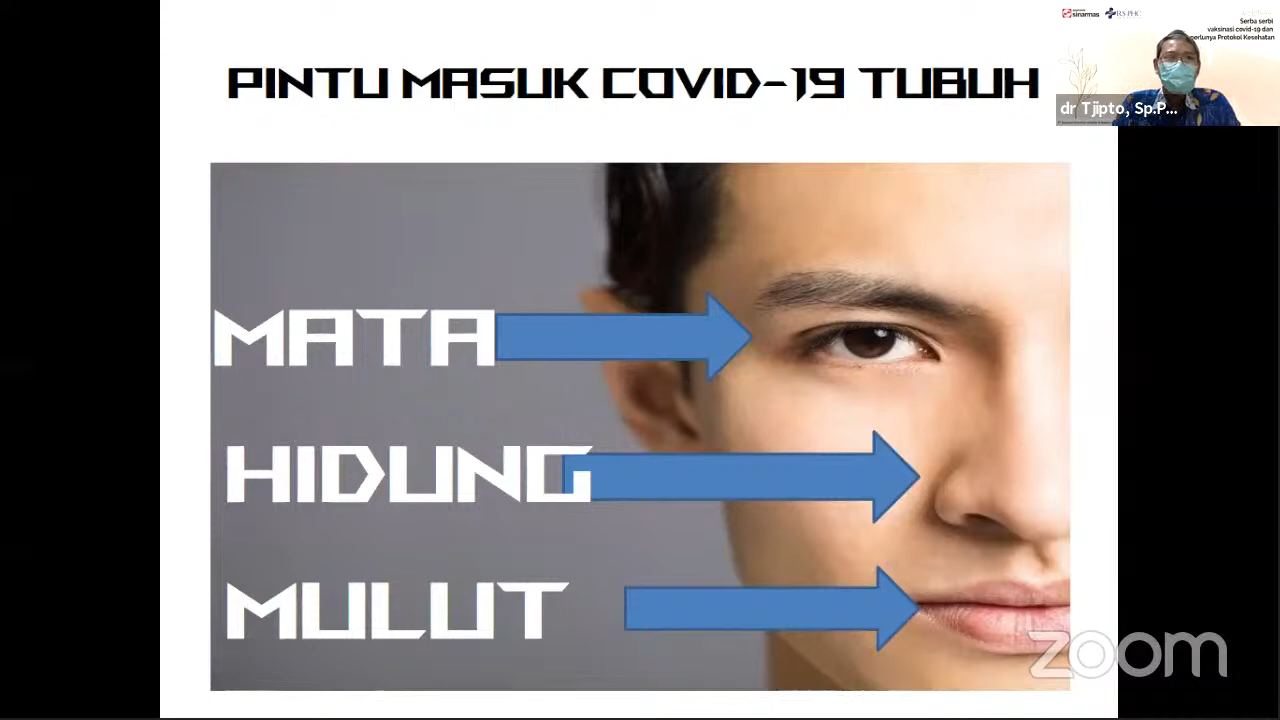 PINTU MASUK COVID-19 TUBUH
sinarmas
RS PHC
Serba serbi
vaksinasi covid-19 dan
perlunya Protokol Kesehatan
dr Tjipto, Sp.P...
MATA
HIDUNG
MULUT
zoom